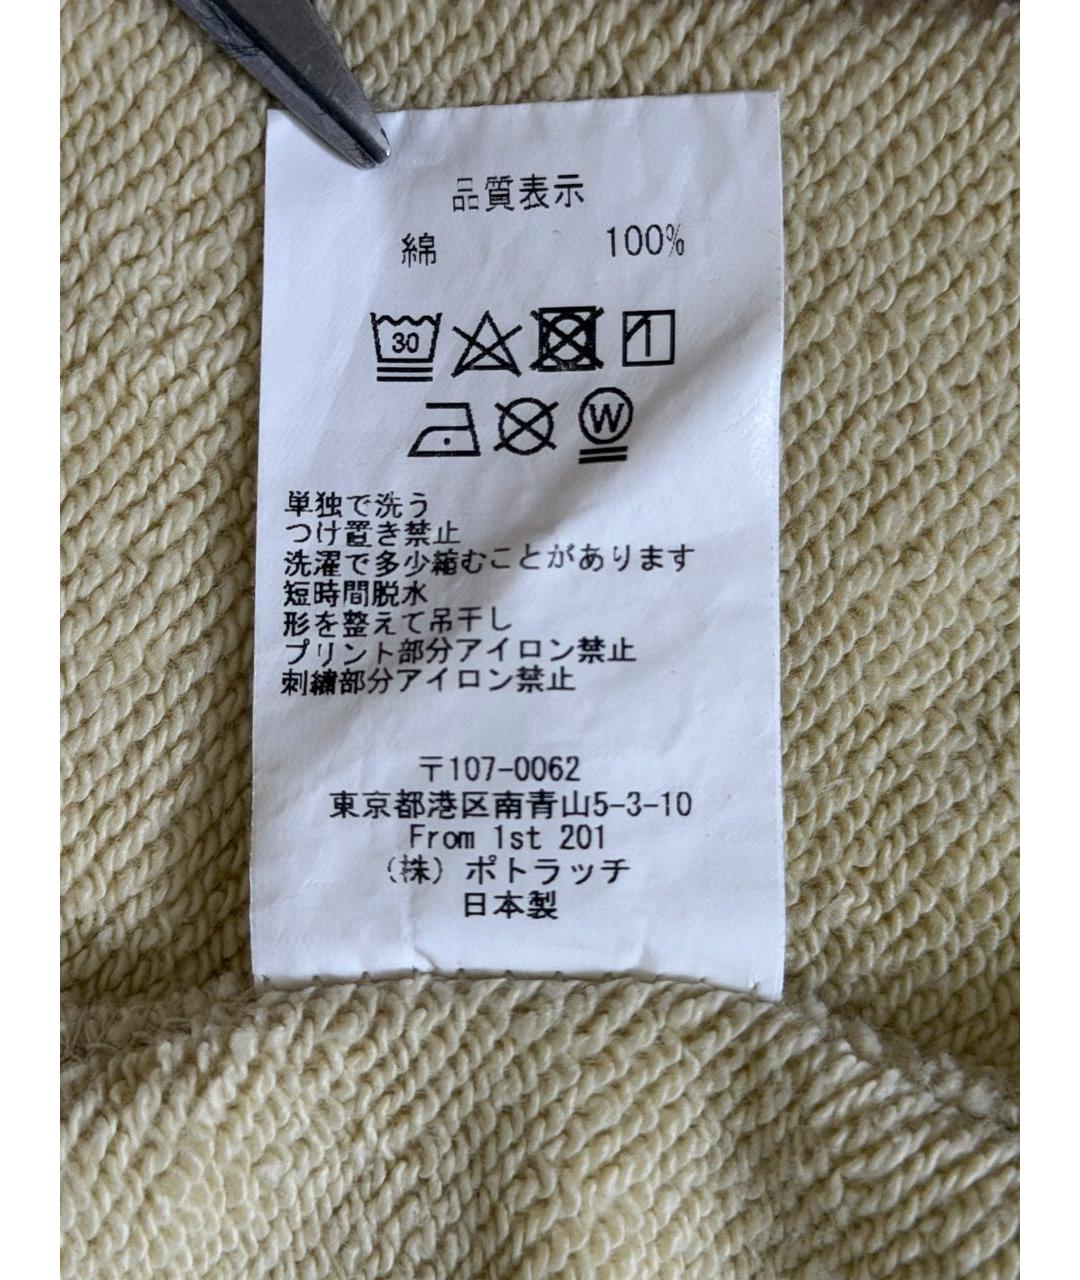 品質表示
綿 100%
30
W
単独で洗う
つけ置き禁止
洗濯で多少縮むことがあります
短時間脱水
形を整えて吊干し
プリント部分アイロン禁止
刺繍部分アイロン禁止
〒107-0062
東京都港区南青山5-3-10
From 1st 201
(株) ポトラッチ
日本製